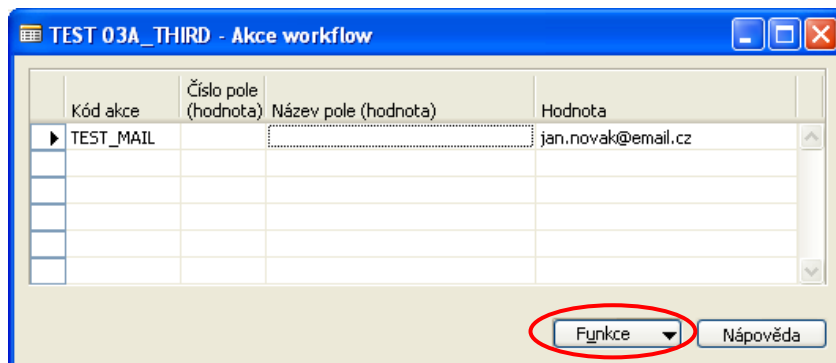 TEST 03A_THIRD - Akce workflow
Kód akce Číslo pole (hodnota) Název pole (hodnota) Hodnota
TEST_MAIL jan.novak@email.cz
Funkce Nápověda